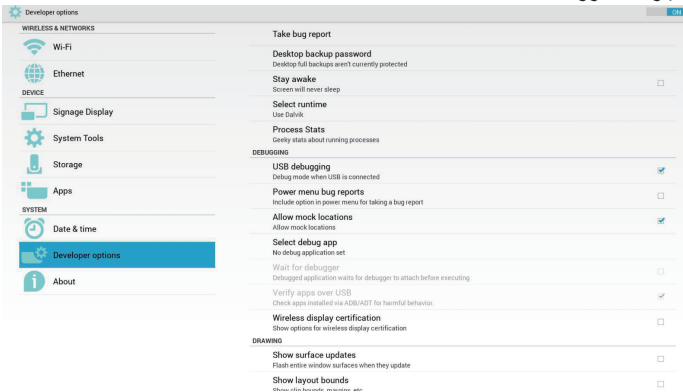 Developer options
ON
WIRELESS & NETWORKS
Wi-Fi
Ethernet
DEVICE
Signage Display
System Tools
Storage
Apps
SYSTEM
Date & time
Developer options
About
Take bug report
Desktop backup password
Desktop full backups aren't currently protected
Stay awake
Screen will never sleep
Select runtime
Use Dalvik
Process Stats
Geeky stats about running processes
DEBUGGING
USB debugging
Debug mode when USB is connected
Power menu bug reports
Include option in power menu for taking a bug report
Allow mock locations
Allow mock locations
Select debug app
No debug application set
Wait for debugger
Debugged application waits for debugger to attach before executing
Verify apps over USB
Check apps installed via ADB/ADT for harmful behavior.
Wireless display certification
Show options for wireless display certification
DRAWING
Show surface updates
Flash entire window surfaces when they update
Show layout bounds
Show clip bounds, margins, etc.